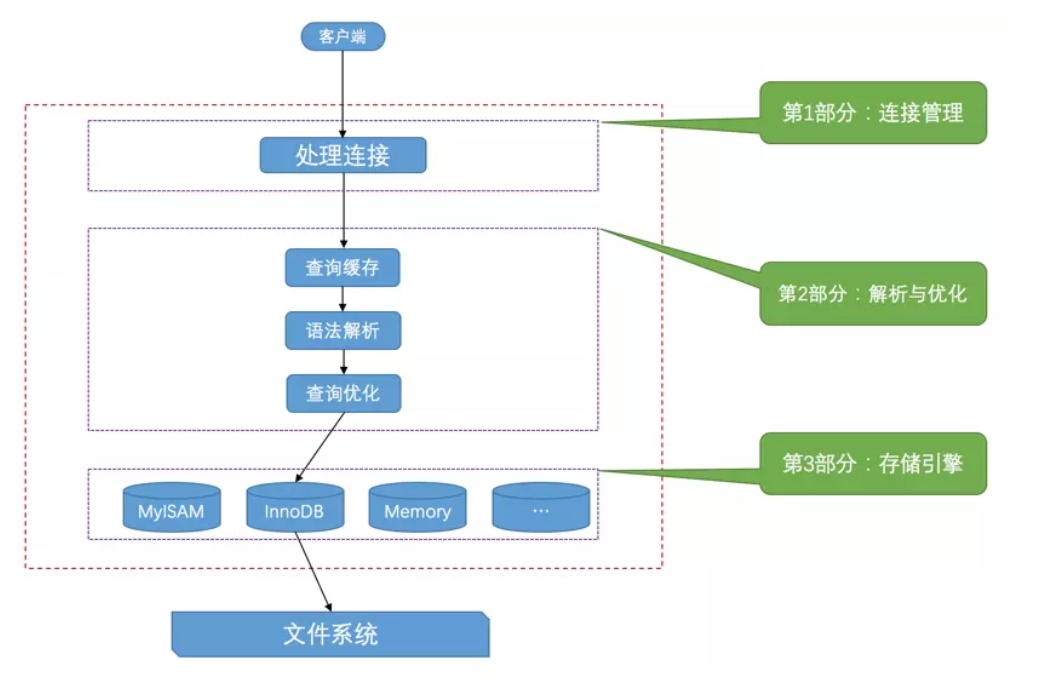 客户端
处理连接
第1部分：连接管理
查询缓存
语法解析
查询优化
第2部分：解析与优化
MyISAM
InnoDB
Memory
...
第3部分：存储引擎
文件系统